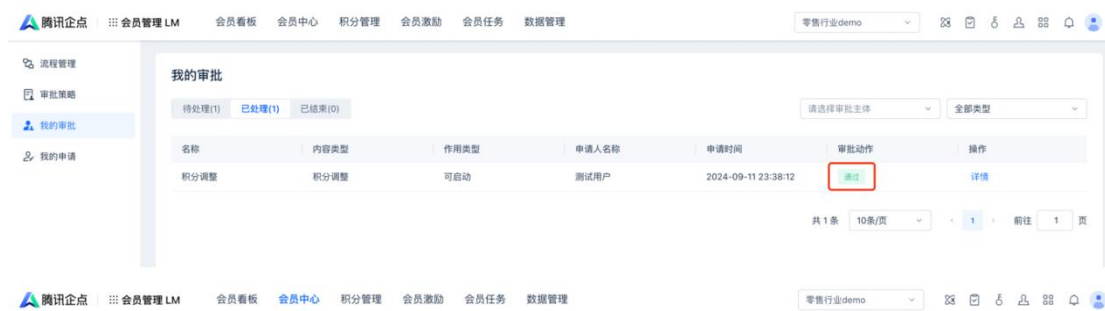 腾讯企点 会员管理 LM 会员看板 会员中心 积分管理 会员激励 会员任务 数据管理 零售行业demo
流程管理
审批策略
我的审批
我的申请
我的审批
待处理(1) 已处理(1) 已结束(0) 请选择审批主体 全部类型
名称 内容类型 作用类型 申请人名称 申请时间 审批动作 操作
积分调整 积分调整 可启动 测试用户 2024-09-11 23:38:12 通过 详情
共 1 条 10条/页 1 前往 1 页
腾讯企点 会员管理 LM 会员看板 会员中心 积分管理 会员激励 会员任务 数据管理 零售行业demo